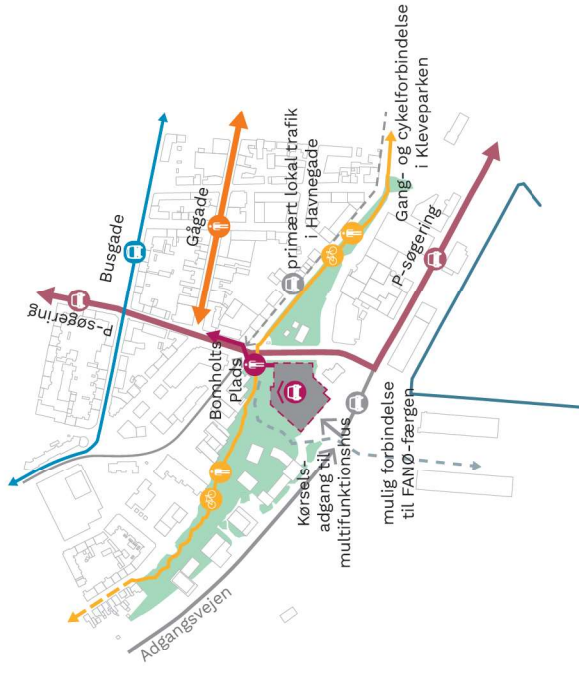 P-søgering
Busgade
Gågade
Bomholts
Plads
primært lokal trafik
i Havnegade
Gang- og cykelforbindelse
i Kleveparken
P-søgering
Kørsels-
adgang til
multifunktionshus
mulig forbindelse
til FANØ-færgen
Adgangsvejen